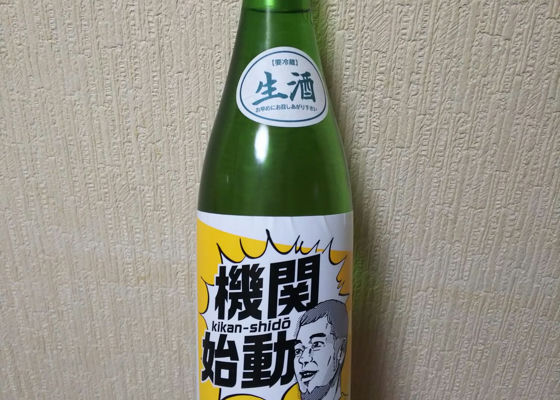 【要冷蔵】
生酒
お早めにお召しあがり下さい
機関
kikan-shidō
始動